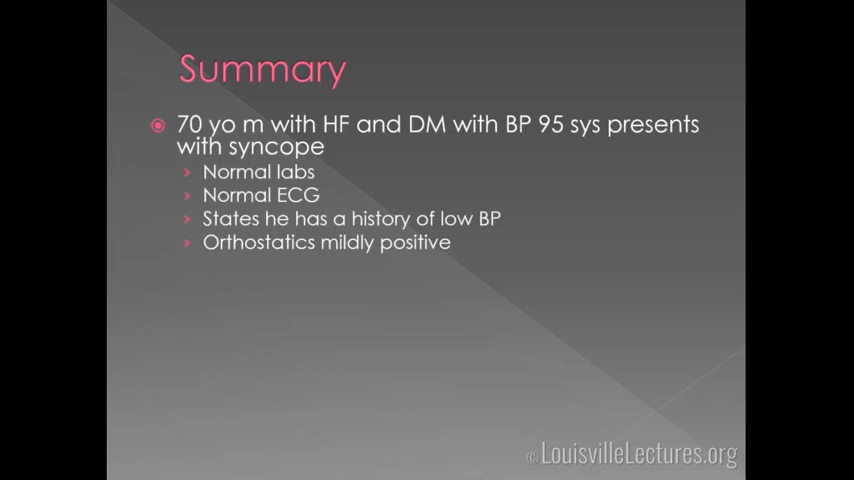 Summary
70 yo m with HF and DM with BP 95 sys presents
with syncope
Normal labs
Normal ECG
States he has a history of low BP
Orthostatics mildly positive
© LouisvilleLectures.org